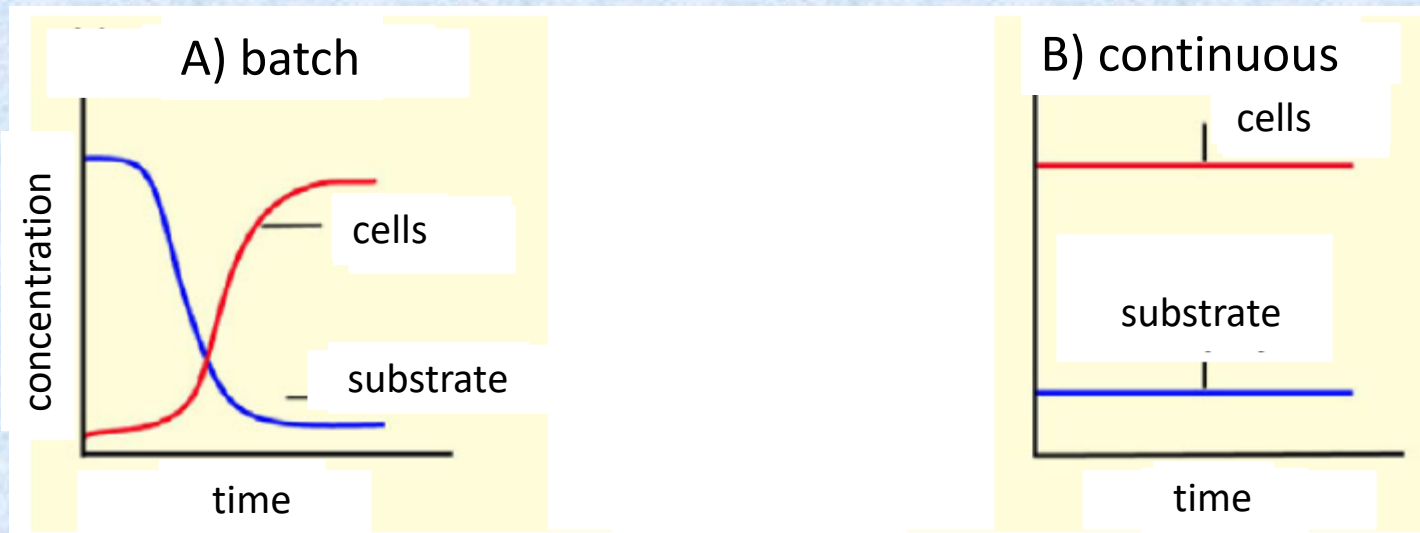 A) batch
concentration
cells
substrate
time
B) continuous
cells
substrate
time